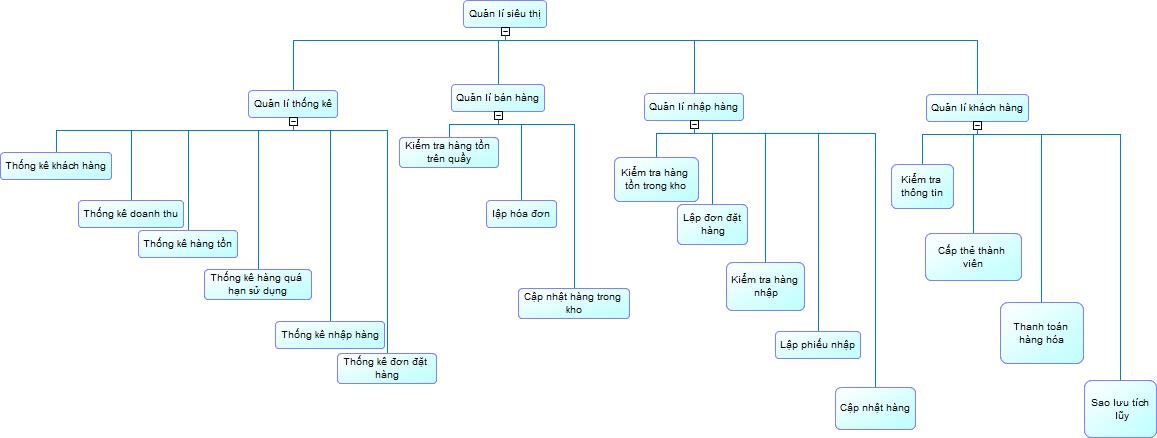 Quản lí siêu thị
Quản lí thống kê
Quản lí bán hàng
Quản lí nhập hàng
Quản lí khách hàng
Thống kê khách hàng
Thống kê doanh thu
Thống kê hàng tồn
Thống kê hàng quá
hạn sử dụng
Thống kê nhập hàng
Thống kê đơn đặt
hàng
Kiểm tra hàng tồn
trên quầy
lập hóa đơn
Cập nhật hàng trong
kho
Kiểm tra hàng
tồn trong kho
Lập đơn đặt
hàng
Kiểm tra hàng
nhập
Lập phiếu nhập
Cập nhật hàng
Kiểm tra
thông tin
Cấp thẻ thành
viên
Thanh toán
hàng hóa
Sao lưu tích
lũy